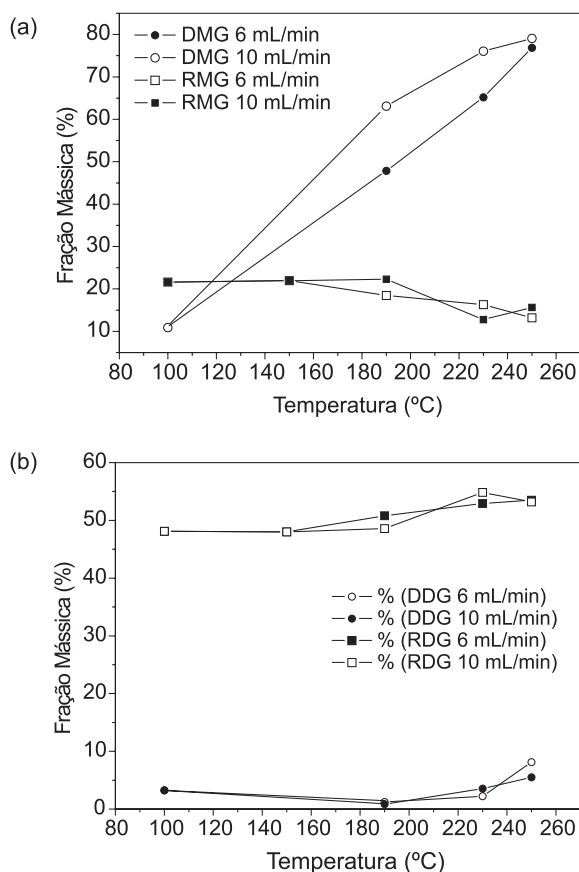 (a)
DMG 6 mL/min
DMG 10 mL/min
RMG 6 mL/min
RMG 10 mL/min
Fração Mássica (%)
80
70
60
50
40
30
20
10
80 100 120 140 160 180 200 220 240 260
Temperatura (ºC)
(b)
Fração Mássica (%)
60
50
40
30
20
10
0
% (DDG 6 mL/min)
% (DDG 10 mL/min)
% (RDG 6 mL/min)
% (RDG 10 mL/min)
80 100 120 140 160 180 200 220 240 260
Temperatura (ºC)